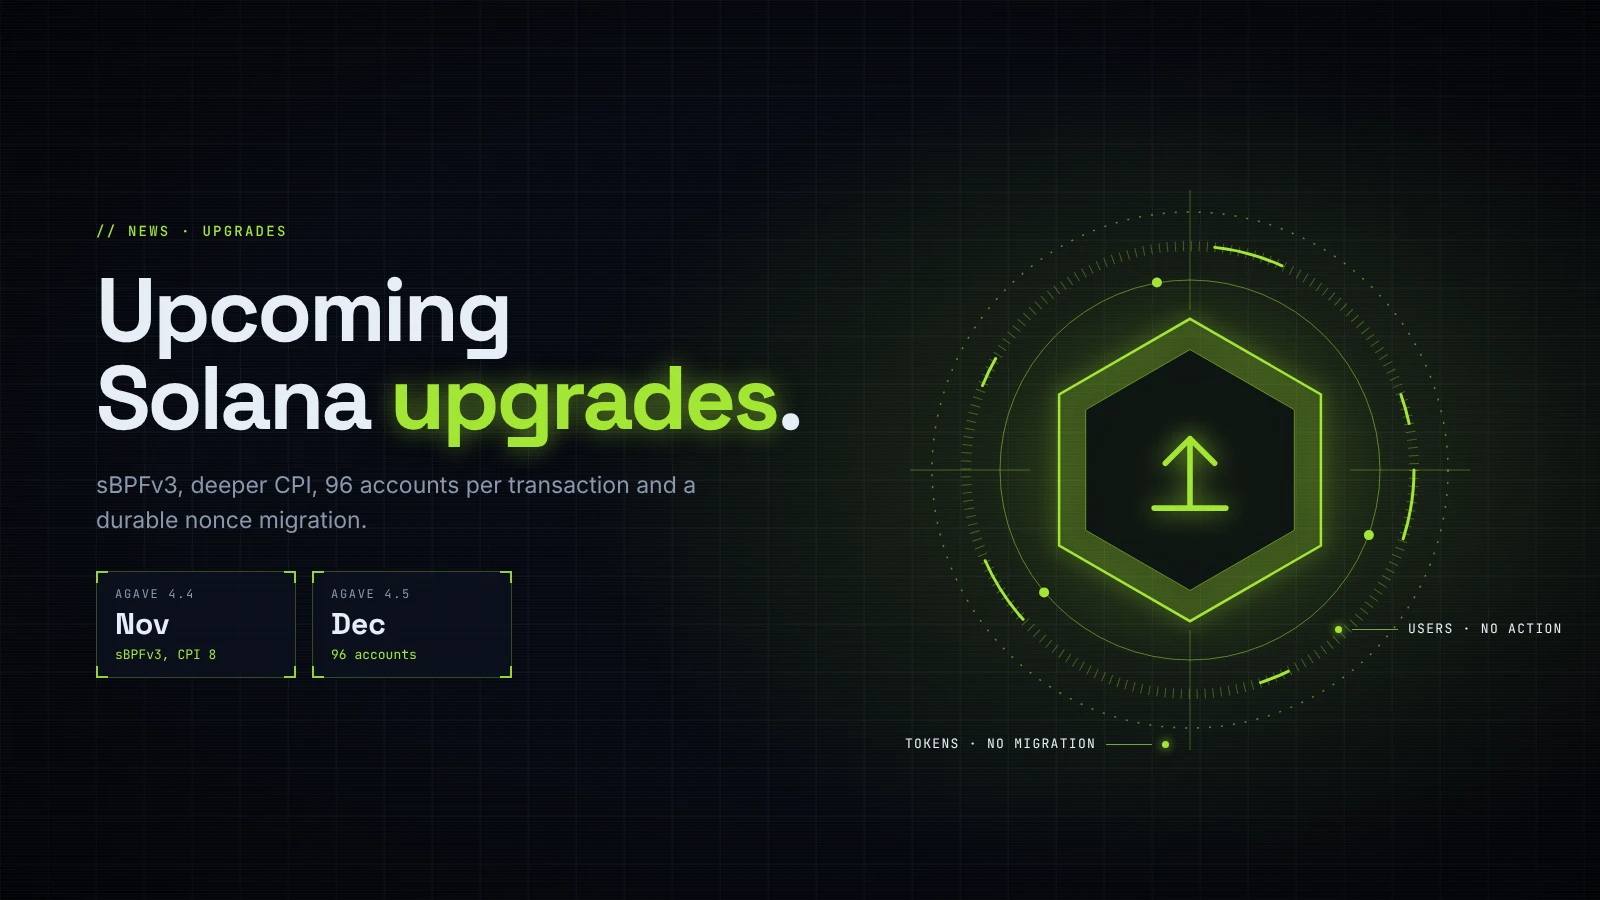 // NEWS · UPGRADES
Upcoming
Solana upgrades.
sBPFv3, deeper CPI, 96 accounts per transaction and a
durable nonce migration.
AGAVE 4.4
Nov
sBPFv3, CPI 8
AGAVE 4.5
Dec
96 accounts
USERS · NO ACTION
TOKENS · NO MIGRATION